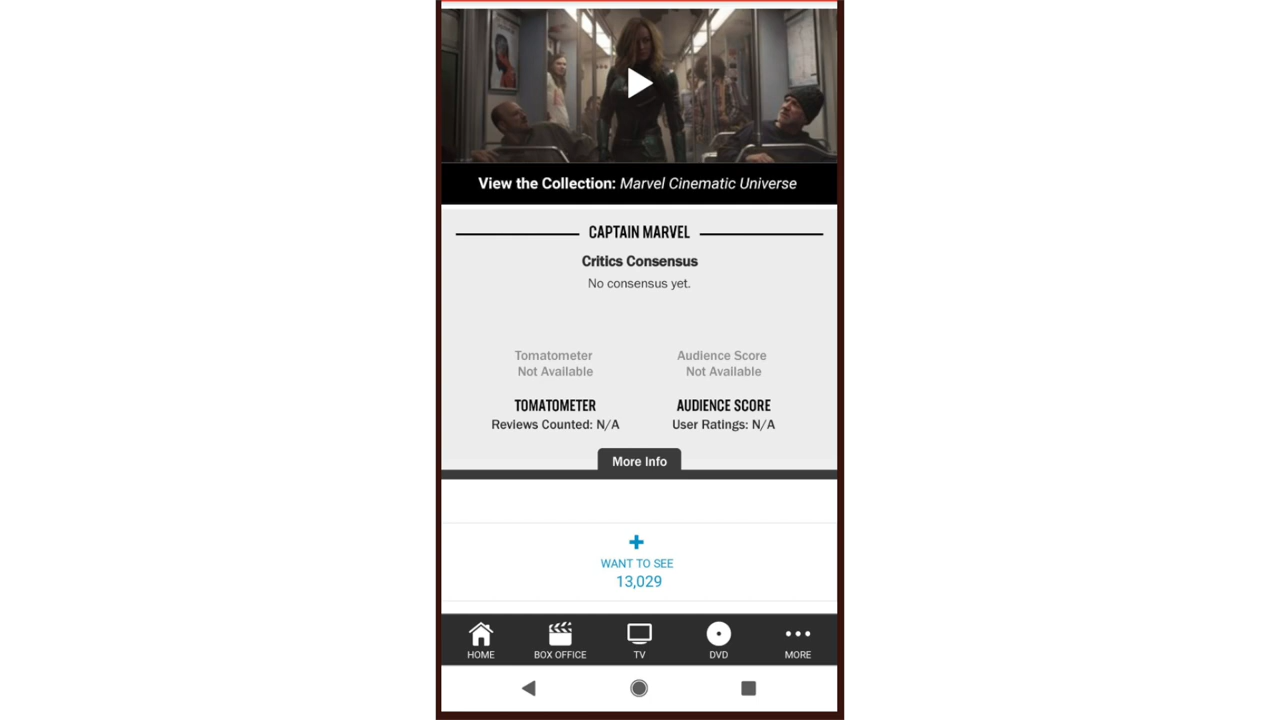 View the Collection: Marvel Cinematic Universe
CAPTAIN MARVEL
Critics Consensus
No consensus yet.
Tomatometer
Not Available
Audience Score
Not Available
TOMATOMETER
Reviews Counted: N/A
AUDIENCE SCORE
User Ratings: N/A
More Info
WANT TO SEE
13,029
HOME
BOX OFFICE
TV
DVD
MORE